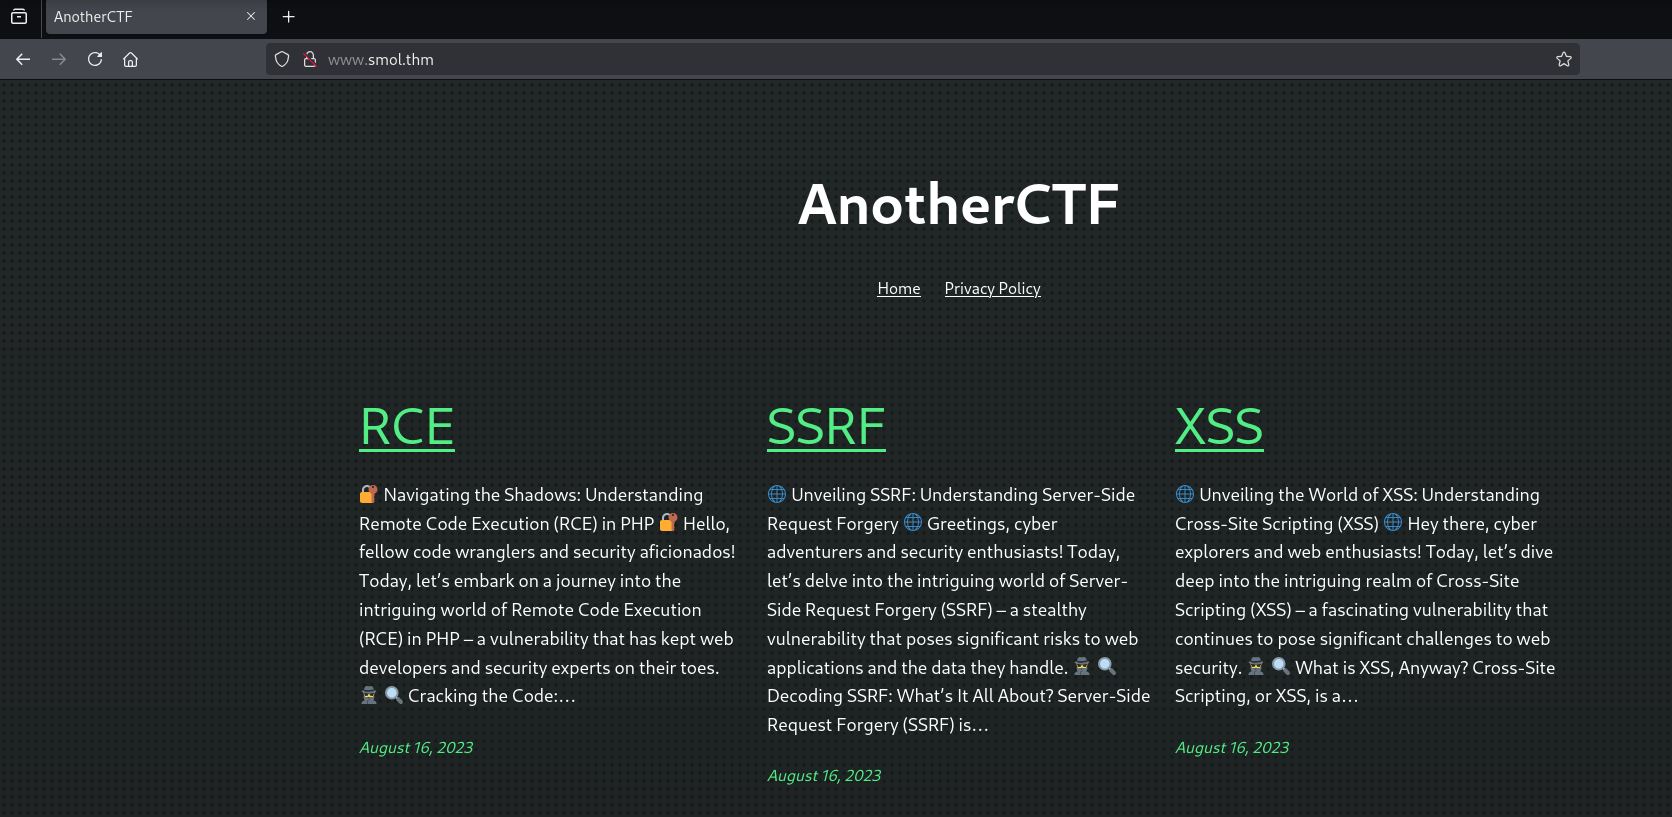 AnotherCTF
www.smol.thm
AnotherCTF
Home Privacy Policy
RCE
🔐 Navigating the Shadows: Understanding
Remote Code Execution (RCE) in PHP 🔐 Hello,
fellow code wranglers and security aficionados!
Today, let’s embark on a journey into the
intriguing world of Remote Code Execution
(RCE) in PHP – a vulnerability that has kept web
developers and security experts on their toes.
🕵️ 🔍 Cracking the Code:…
August 16, 2023
SSRF
🌐 Unveiling SSRF: Understanding Server-Side
Request Forgery 🌐 Greetings, cyber
adventurers and security enthusiasts! Today,
let’s delve into the intriguing world of Server-
Side Request Forgery (SSRF) – a stealthy
vulnerability that poses significant risks to web
applications and the data they handle. 🕵️ 🔍
Decoding SSRF: What’s It All About? Server-Side
Request Forgery (SSRF) is…
August 16, 2023
XSS
🌐 Unveiling the World of XSS: Understanding
Cross-Site Scripting (XSS) 🌐 Hey there, cyber
explorers and web enthusiasts! Today, let’s dive
deep into the intriguing realm of Cross-Site
Scripting (XSS) – a fascinating vulnerability that
continues to pose significant challenges to web
security. 🕵️ 🔍 What is XSS, Anyway? Cross-Site
Scripting, or XSS, is a…
August 16, 2023